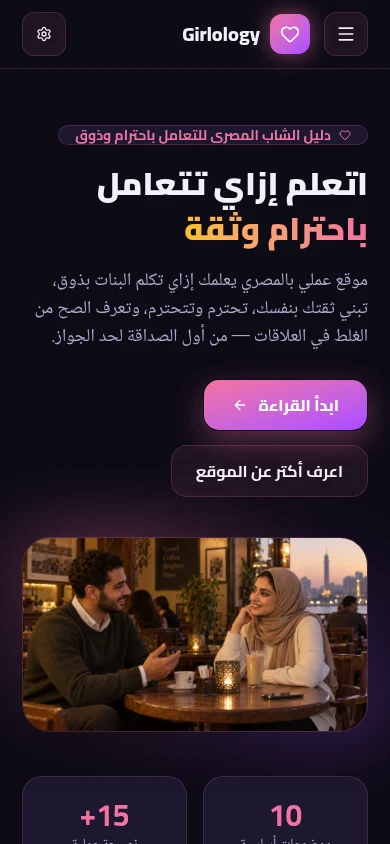 Girlology
دليل الشاب المصري للتعامل باحترام وذوق
اتعلم إزاي تتعامل
باحترام وثقة
موقع عملي بالمصري يعلمك إزاي تكلم البنات بذوق،
تبني ثقتك بنفسك، تحترم وتتحترم، وتعرف الصح من
الغلط في العلاقات — من أول الصداقة لحد الجواز.
ابدأ القراءة
اعرف أكتر عن الموقع
10
+15